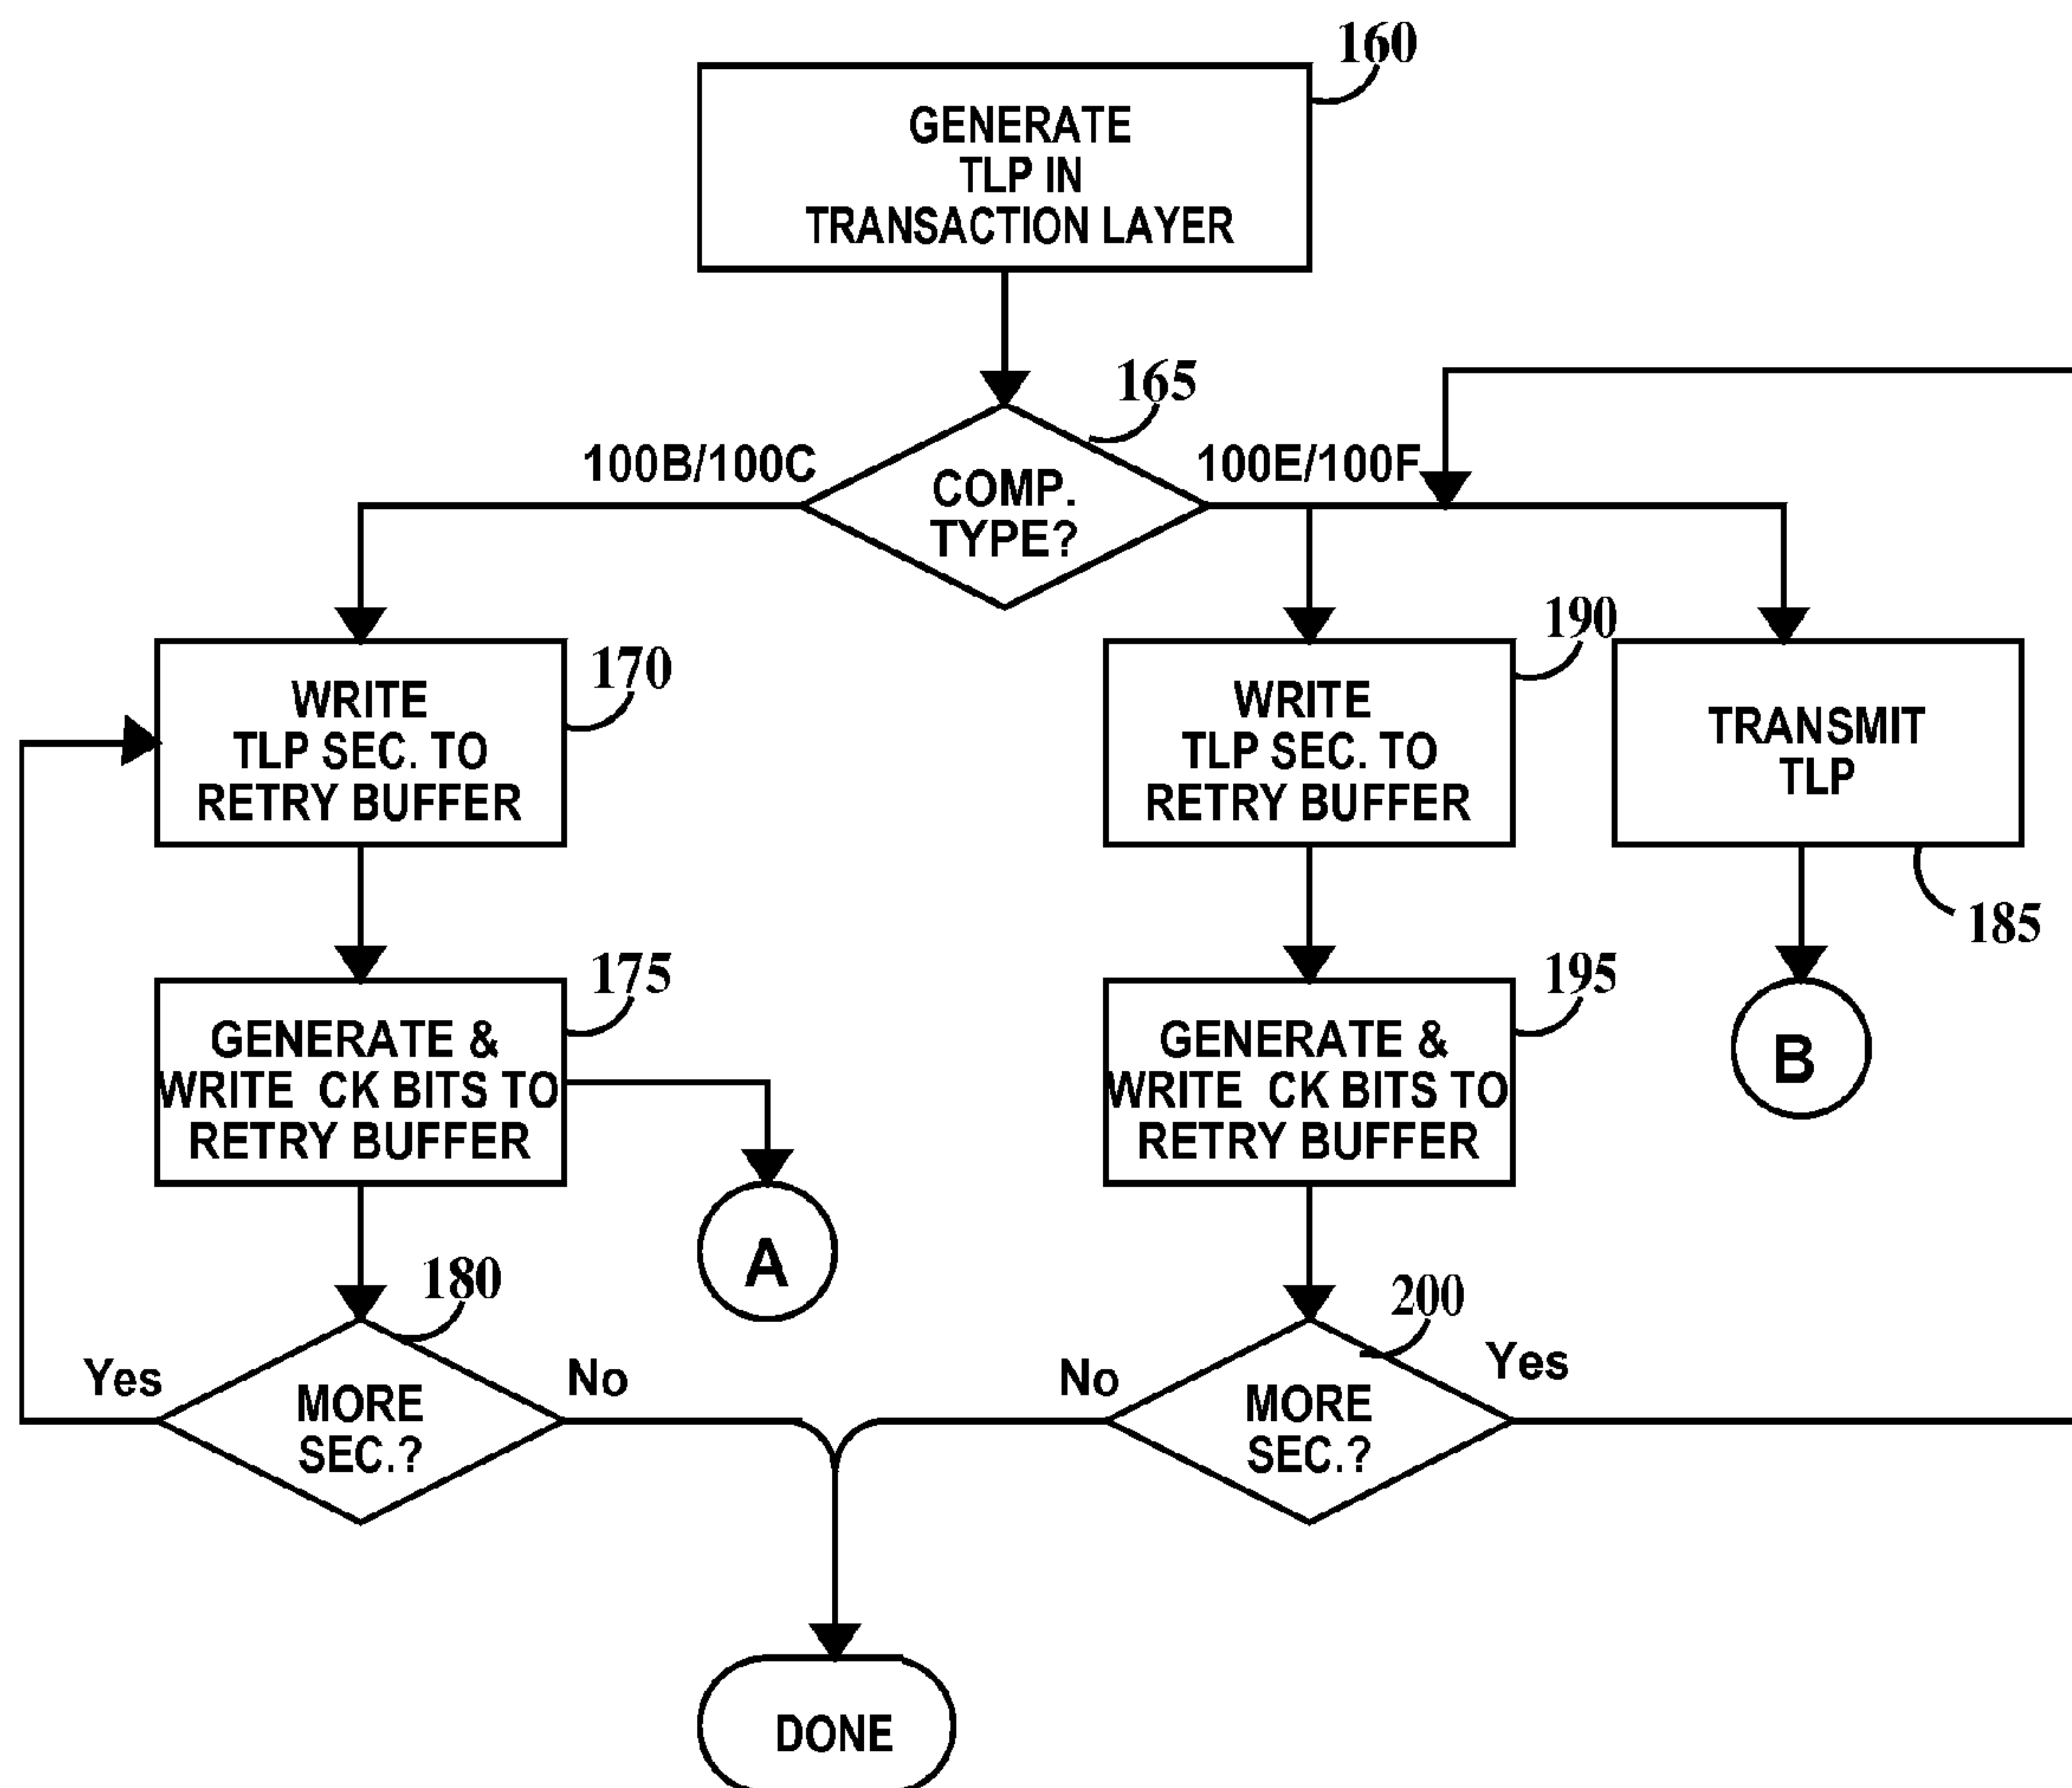 160
GENERATE
TLP IN
TRANSACTION LAYER
165
100B/100C
100E/100F
COMP.
TYPE?
170
WRITE
TLP SEC. TO
RETRY BUFFER
190
WRITE
TLP SEC. TO
RETRY BUFFER
TRANSMIT
TLP
185
175
GENERATE &
WRITE CK BITS TO
RETRY BUFFER
195
GENERATE &
WRITE CK BITS TO
RETRY BUFFER
B
A
180
Yes
MORE
SEC.?
No
200
No
MORE
SEC.?
Yes
DONE